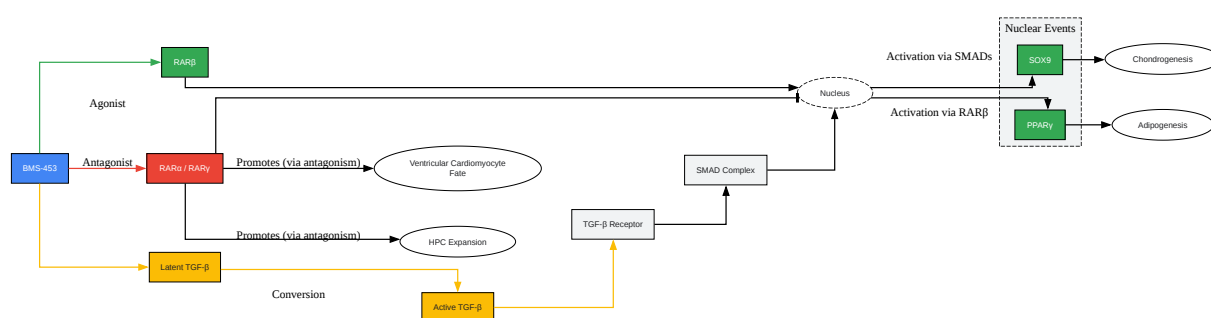 Nuclear Events
RARβ
Activation via SMADs
SOX9
Chondrogenesis
Agonist
Nucleus
Activation via RARβ
PPARγ
Adipogenesis
BMS-453
Antagonist
RARα / RARγ
Promotes (via antagonism)
Ventricular Cardiomyocyte
Fate
SMAD Complex
TGF-β Receptor
Promotes (via antagonism)
HPC Expansion
Latent TGF-β
Conversion
Active TGF-β